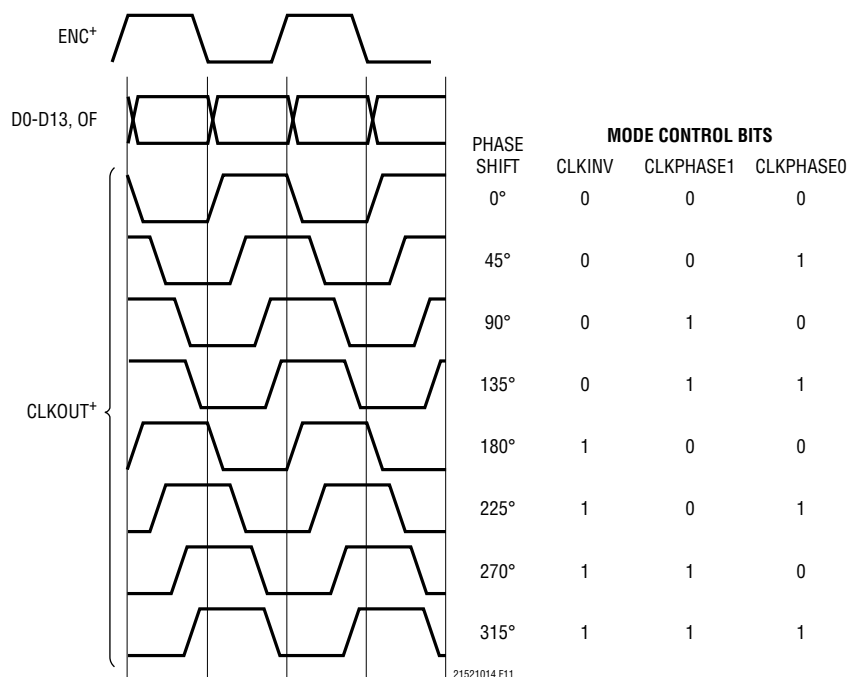 ENC+
D0-D13, OF
CLKOUT+
MODE CONTROL BITS
PHASE SHIFT CLKINV CLKPHASE1 CLKPHASE0
0° 0 0 0
45° 0 0 1
90° 0 1 0
135° 0 1 1
180° 1 0 0
225° 1 0 1
270° 1 1 0
315° 1 1 1
21521014 F11